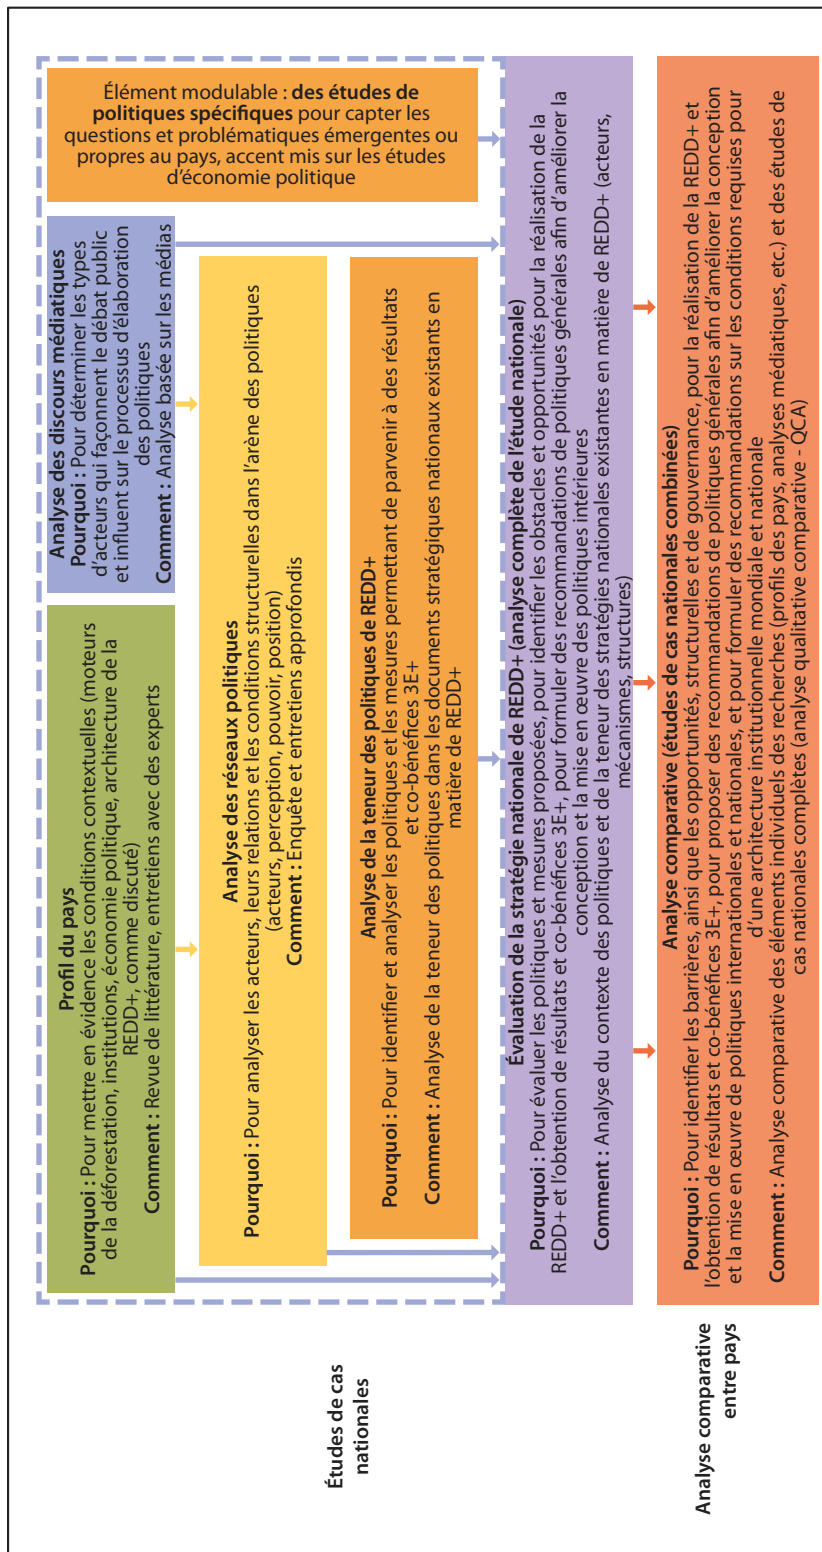 Études de cas
nationales
Profil du pays
Pourquoi : Pour mettre en évidence les conditions contextuelles (moteurs
de la déforestation, institutions, économie politique, architecture de la
REDD+, comme discuté)
Comment : Revue de littérature, entretiens avec des experts
Analyse des discours médiatiques
Pourquoi : Pour déterminer les types
d’acteurs qui façonnent le débat public
et influent sur le processus d’élaboration
des politiques
Comment : Analyse basée sur les médias
Élément modulable : des études de
politiques spécifiques pour capter les
questions et problématiques émergentes ou
propres au pays, accent mis sur les études
d’économie politique
Analyse des réseaux politiques
Pourquoi : Pour analyser les acteurs, leurs relations et les conditions structurelles dans l’arène des politiques
(acteurs, perception, pouvoir, position)
Comment : Enquête et entretiens approfondis
Analyse de la teneur des politiques de REDD+
Pourquoi : Pour identifier et analyser les politiques et les mesures permettant de parvenir à des résultats
et co-bénéfices 3E+
Comment : Analyse de la teneur des politiques dans les documents stratégiques nationaux existants en
matière de REDD+
Évaluation de la stratégie nationale de REDD+ (analyse complète de l’étude nationale)
Pourquoi : Pour évaluer les politiques et mesures proposées, pour identifier les obstacles et opportunités pour la réalisation de la
REDD+ et l’obtention de résultats et co-bénéfices 3E+, pour formuler des recommandations de politiques générales afin d’améliorer la
conception et la mise en œuvre des politiques intérieures
Comment : Analyse du contexte des politiques et de la teneur des stratégies nationales existantes en matière de REDD+ (acteurs,
mécanismes, structures)
Analyse comparative
entre pays
Analyse comparative (études de cas nationales combinées)
Pourquoi : Pour identifier les barrières, ainsi que les opportunités, structurelles et de gouvernance, pour la réalisation de la REDD+ et
l’obtention de résultats et co-bénéfices 3E+, pour proposer des recommandations de politiques générales afin d’améliorer la conception
et la mise en œuvre de politiques internationales et nationales, et pour formuler des recommandations sur les conditions requises pour
d’une architecture institutionnelle mondiale et nationale
Comment : Analyse comparative des éléments individuels des recherches (profils des pays, analyses médiatiques, etc.) et des études de
cas nationales complètes (analyse qualitative comparative - QCA)